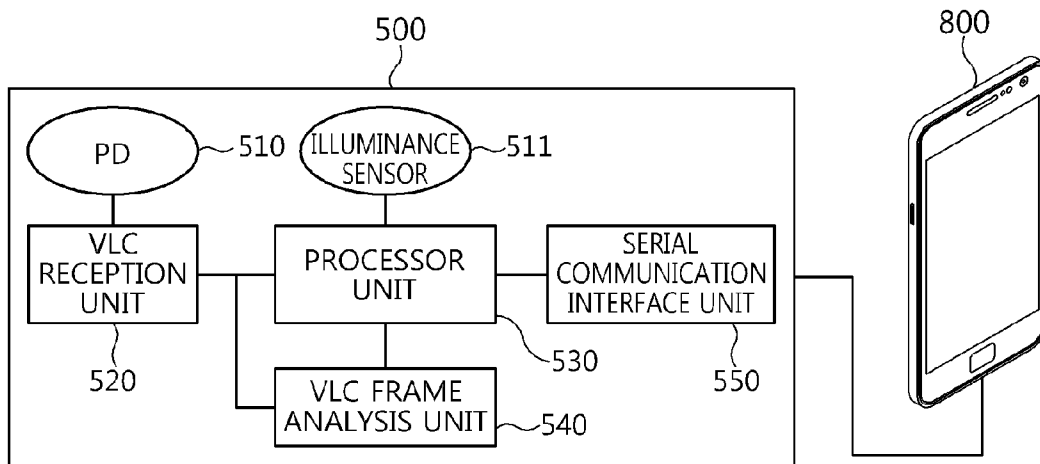 500
800
PD
510
ILLUMINANCE
SENSOR
511
VLC
RECEPTION
UNIT
520
PROCESSOR
UNIT
530
SERIAL
COMMUNICATION
INTERFACE UNIT
550
VLC FRAME
ANALYSIS UNIT
540